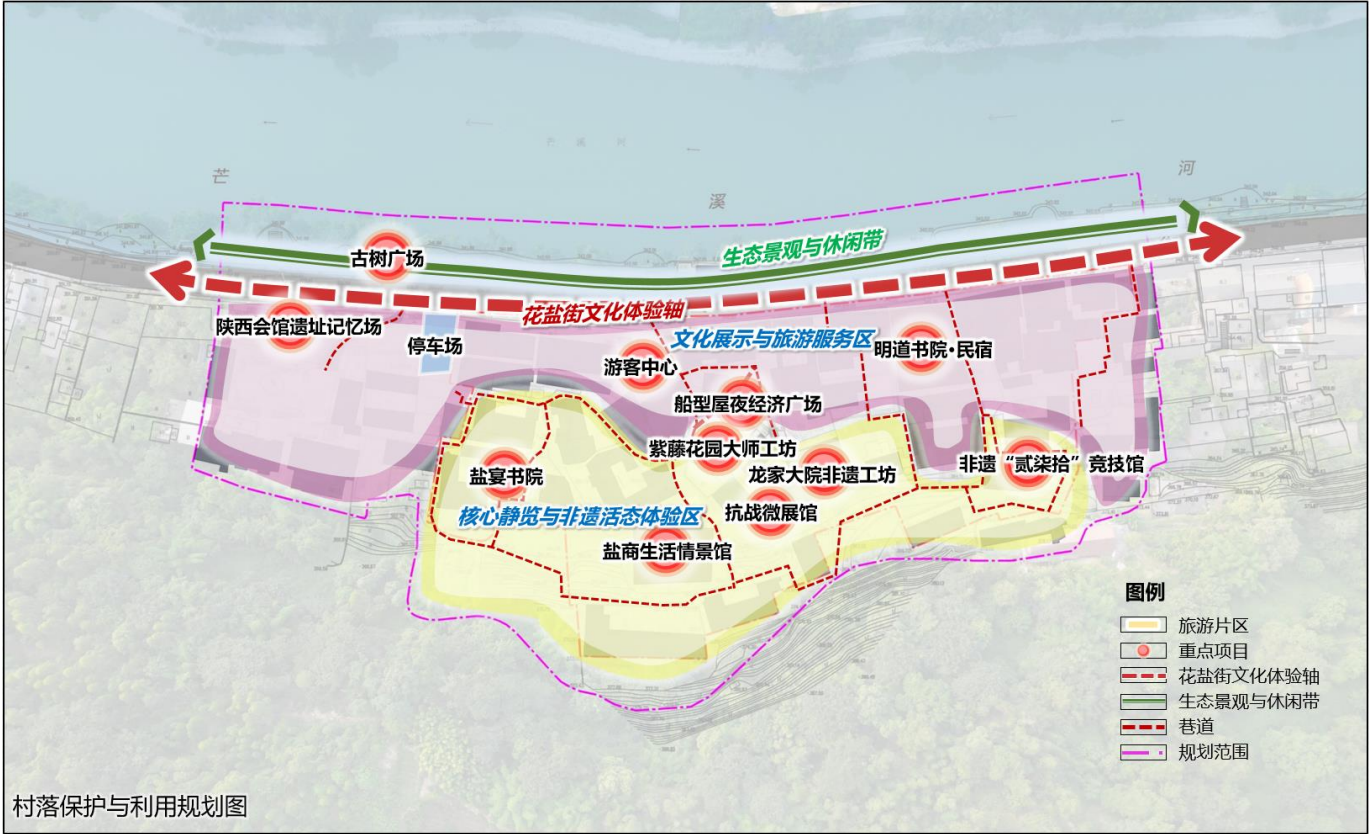 芒
溪
河
生态景观与休闲带
古树广场
花盐街文化体验轴
陕西会馆遗址记忆场
停车场
文化展示与旅游服务区
明道书院·民宿
游客中心
船型屋夜经济广场
紫藤花园大师工坊
龙家大院非遗工坊
非遗“贰柒拾”竞技馆
盐宴书院
核心静览与非遗活态体验区
抗战微展馆
盐商生活情景馆
图例
旅游片区
重点项目
花盐街文化体验轴
生态景观与休闲带
巷道
规划范围
村落保护与利用规划图